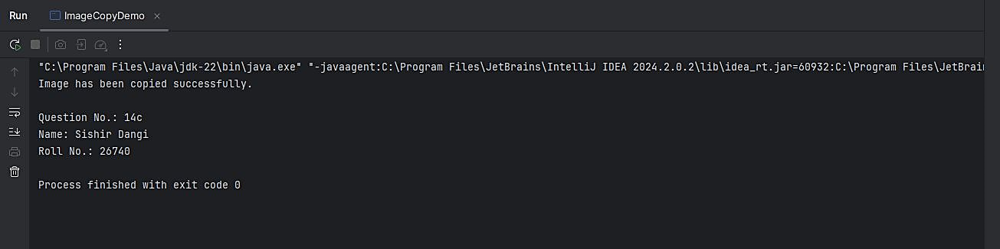 Run ImageCopyDemo
"C:\Program Files\Java\jdk-22\bin\java.exe" "-javaagent:C:\Program Files\JetBrains\IntelliJ IDEA 2024.2.0.2\lib\idea_rt.jar=60932:C:\Program Files\JetBrain
Image has been copied successfully.
Question No.: 14c
Name: Sishir Dangi
Roll No.: 26740
Process finished with exit code 0